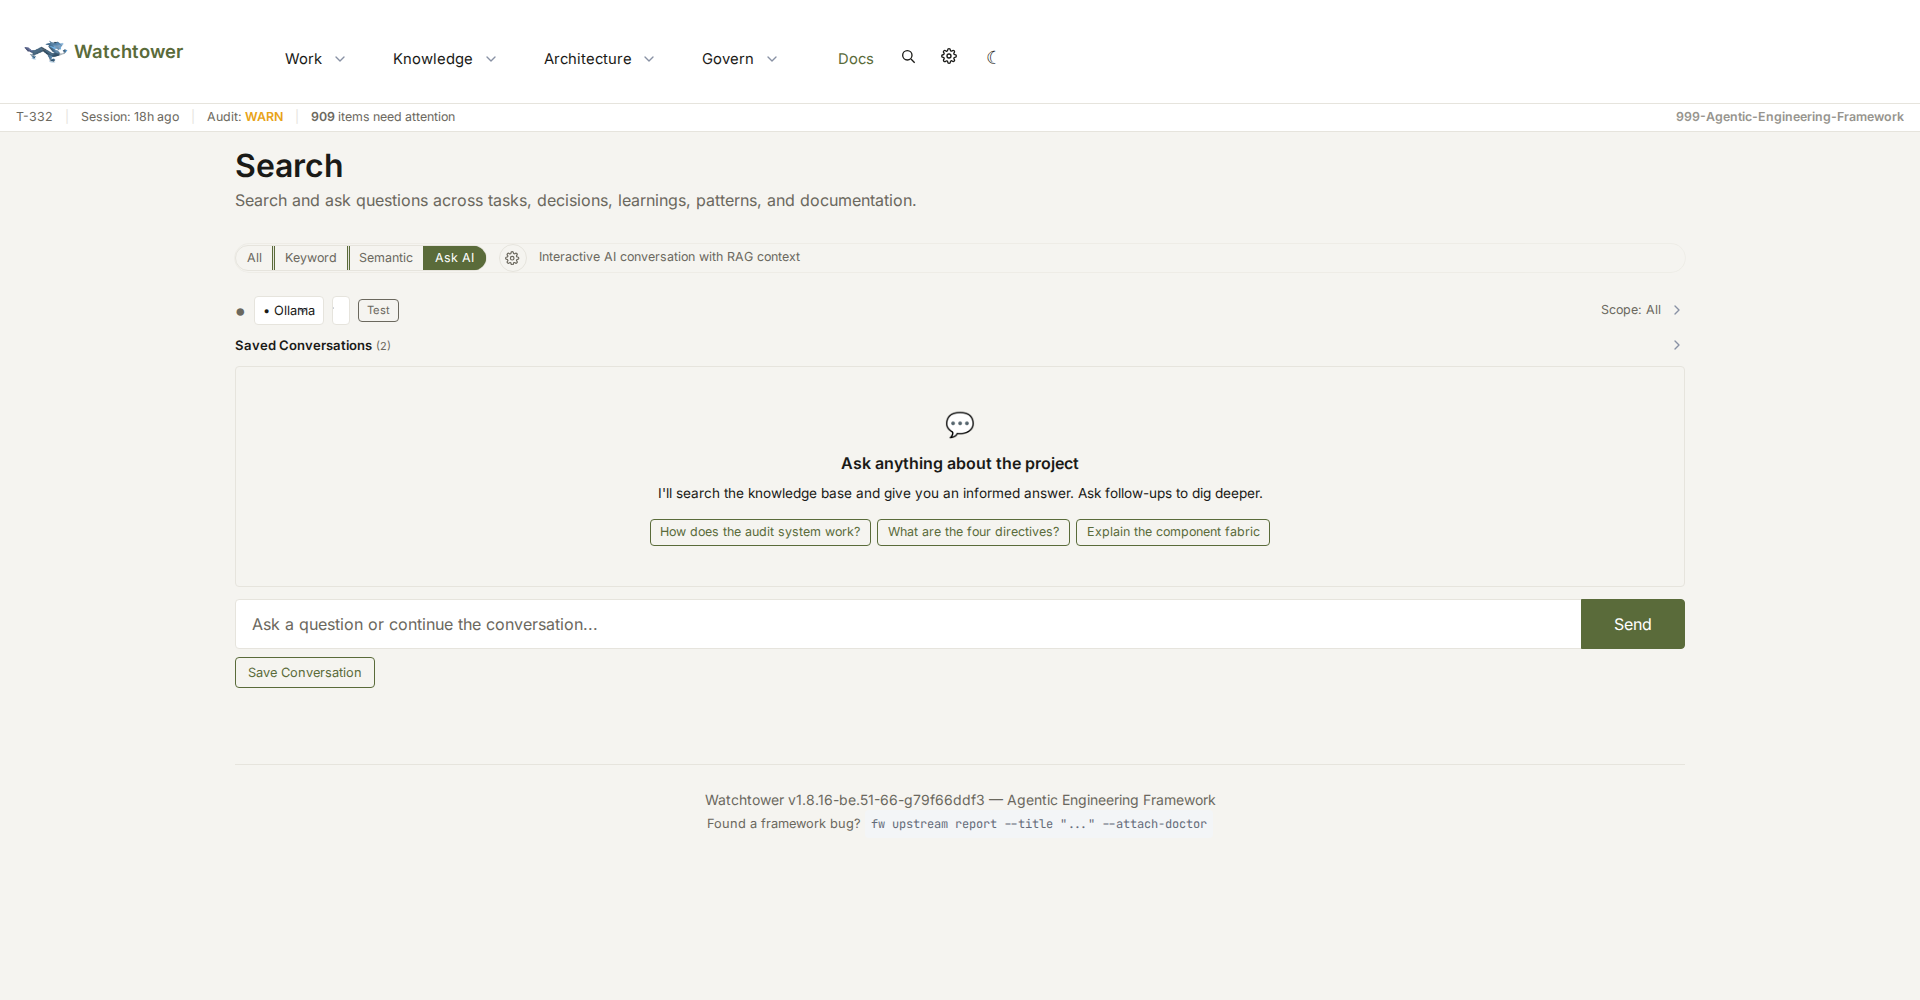 Watchtower
Work Knowledge Architecture Govern Docs
T-332 Session: 18h ago Audit: WARN 909 items need attention 999-Agentic-Engineering-Framework
Search
Search and ask questions across tasks, decisions, learnings, patterns, and documentation.
All Keyword Semantic Ask AI Interactive AI conversation with RAG context
• Ollama Test Scope: All
Saved Conversations (2)
Ask anything about the project
I'll search the knowledge base and give you an informed answer. Ask follow-ups to dig deeper.
How does the audit system work? What are the four directives? Explain the component fabric
Ask a question or continue the conversation... Send
Save Conversation
Watchtower v1.8.16-be.51-66-g79f66ddf3 — Agentic Engineering Framework
Found a framework bug? fw upstream report --title "..." --attach-doctor